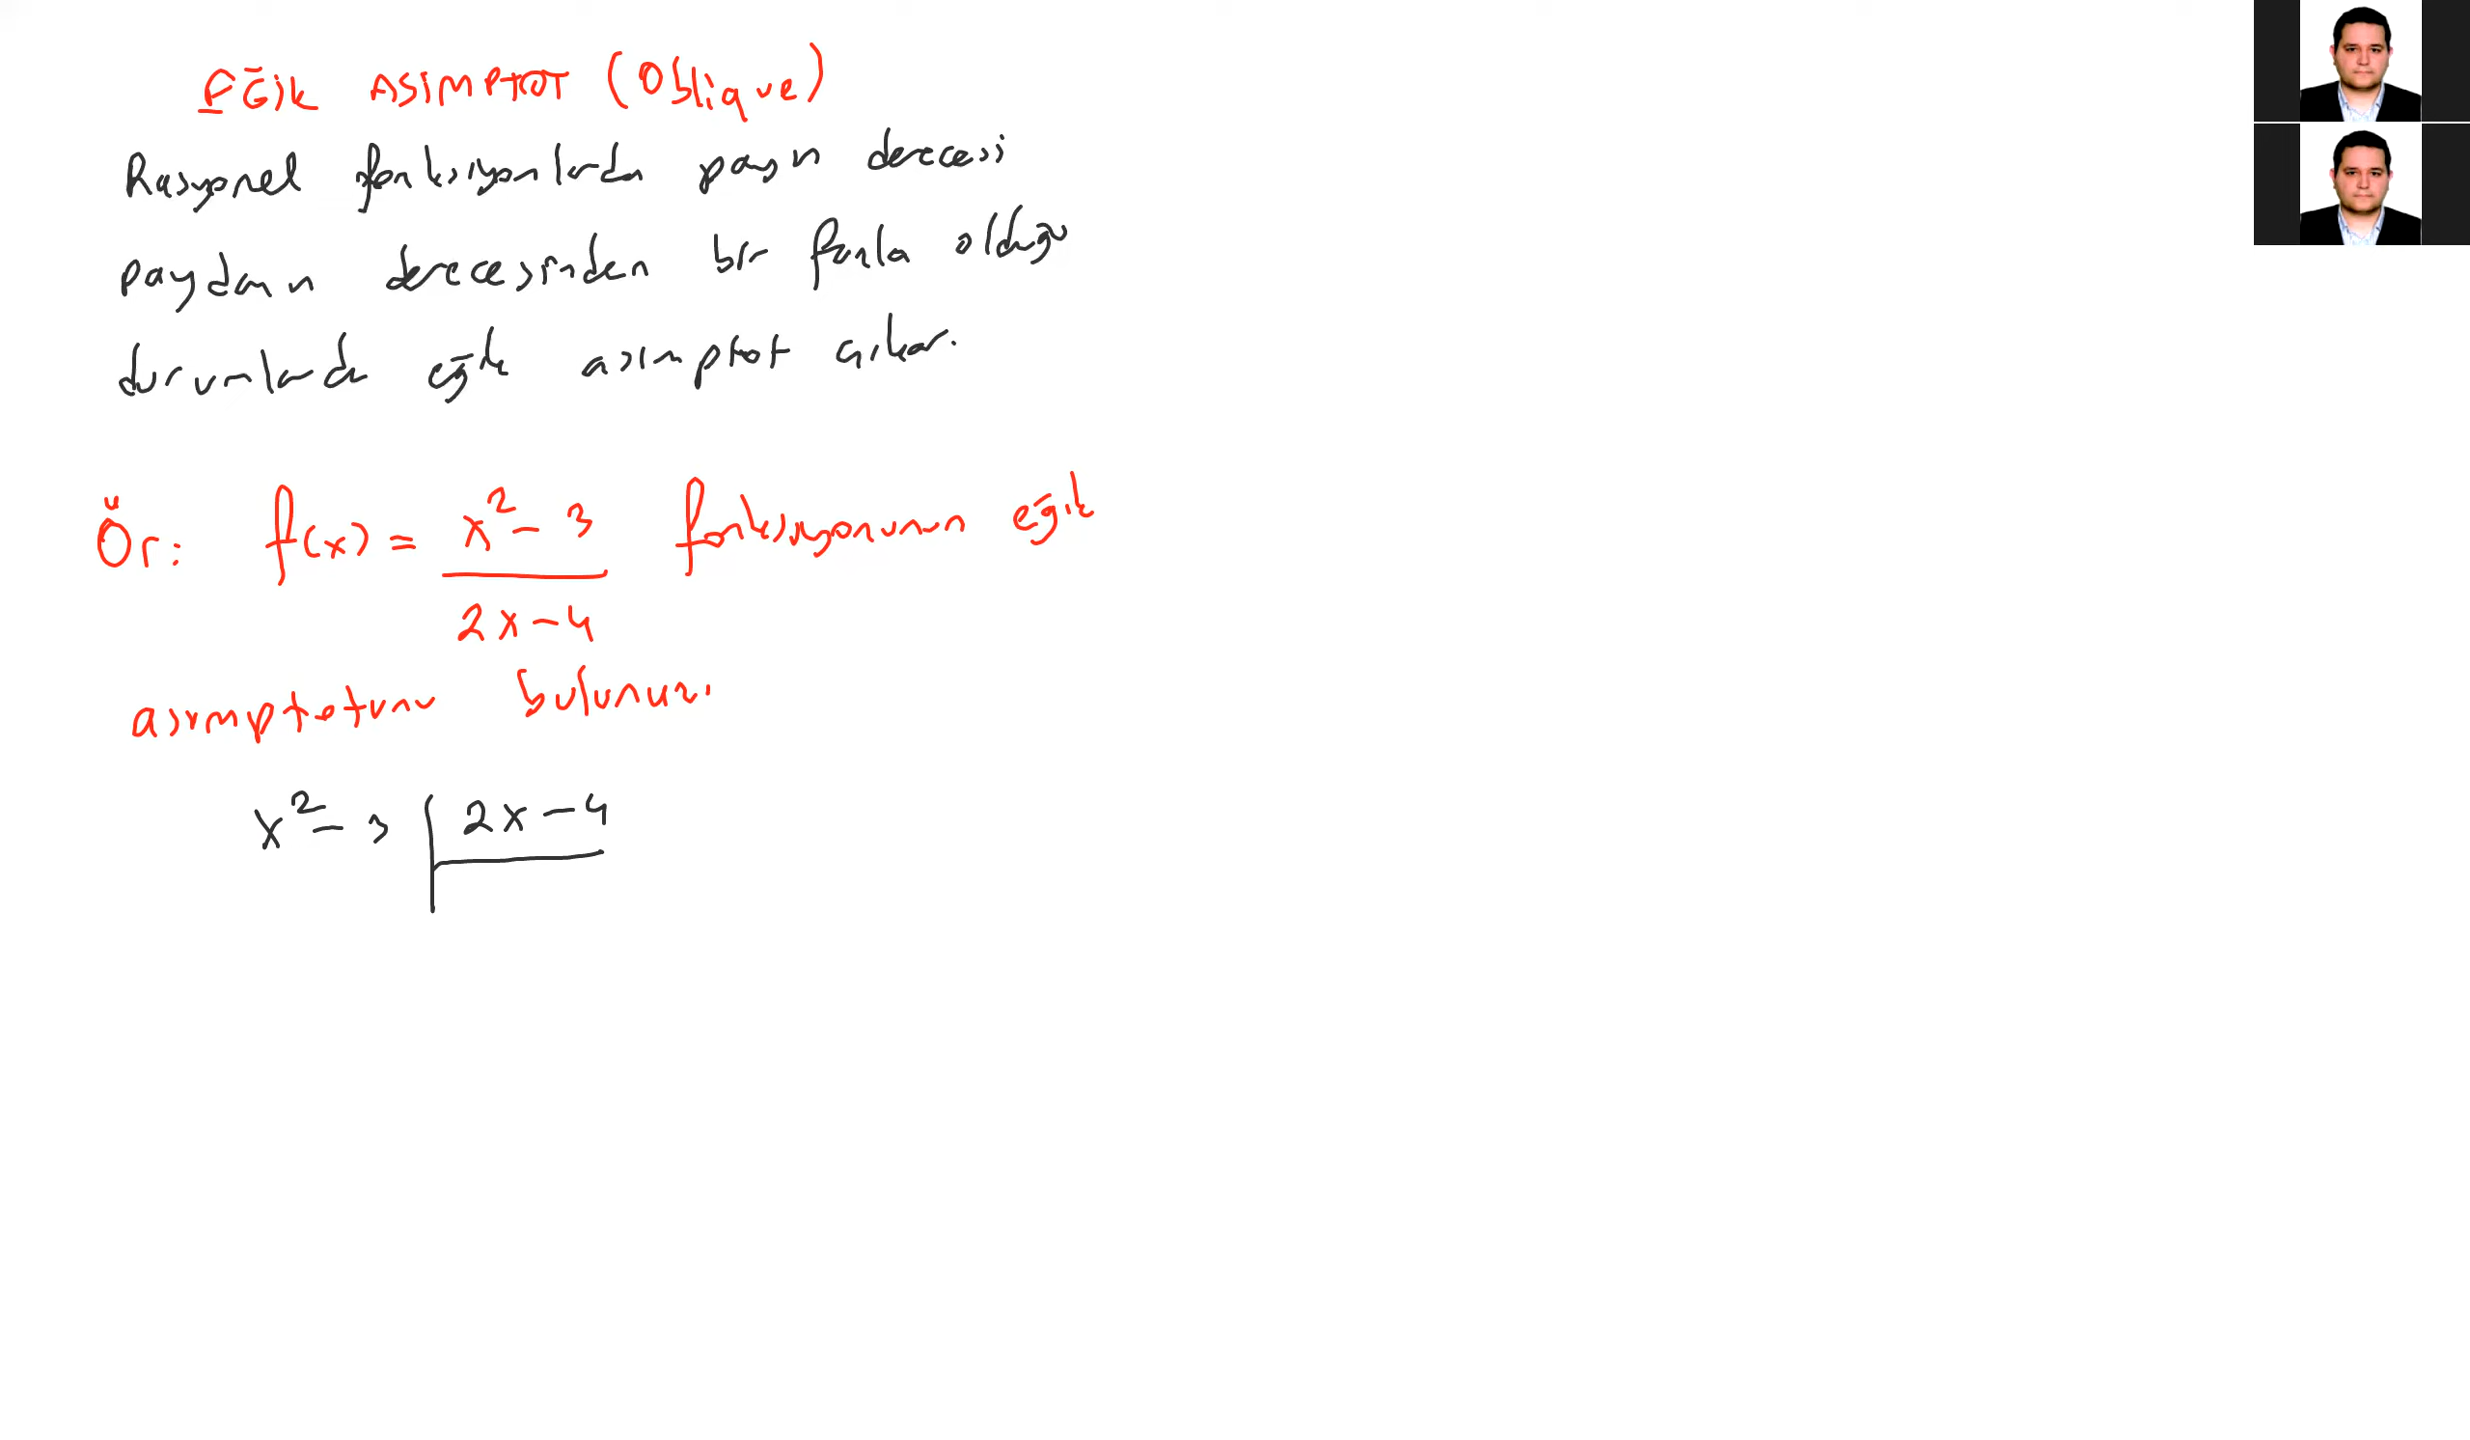 EĞİK ASİMPTOT (Oblique)
Rasyonel fonksiyonlarda payın derecesi
paydanın derecesinden bir fazla olduğu
durumlarda eğik asimptot çıkar.
Ör: f(x) = x² - 3 / 2x - 4 fonksiyonunun eğik
asimptotunu bulunuz.
x² - 3 | 2x - 4